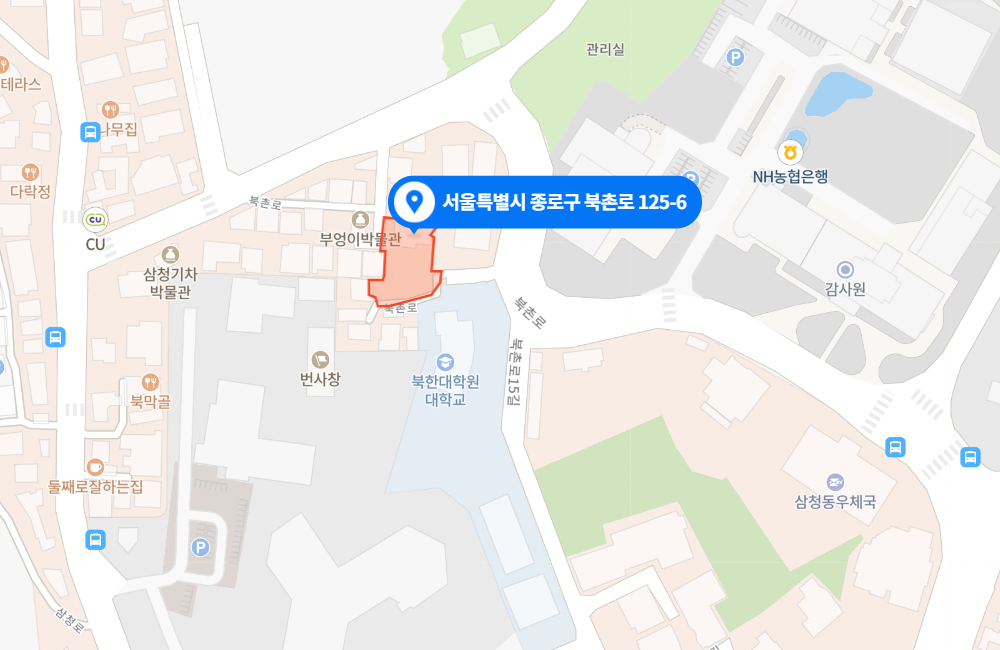 관리실
P
테라스
나무집
NH농협은행
다락정
P
북촌로
서울특별시 종로구 북촌로 125-6
CU
CU
부엉이박물관
삼청기차
박물관
감사원
북촌로
북촌로
북촌로15길
번사창
북한대학원
대학교
북막골
둘째로잘하는집
삼청동우체국
P
삼청로